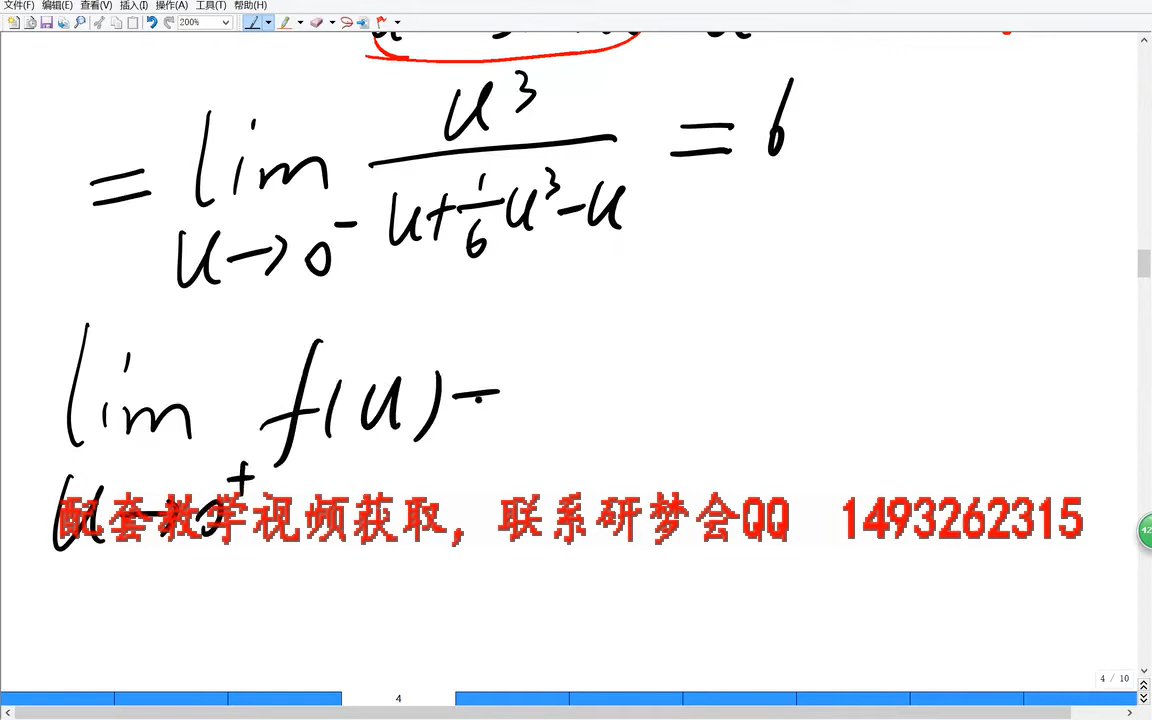 文件(F) 编辑(E) 查看(V) 插入(I) 操作(A) 工具(T) 帮助(H)
200%
u³
= lim ——— = 6
u→0⁻ u+1/6u³-u
lim f(u)=
u→0⁺
配套教学视频获取，联系研梦会QQ 1493262315
42
4 / 10
4